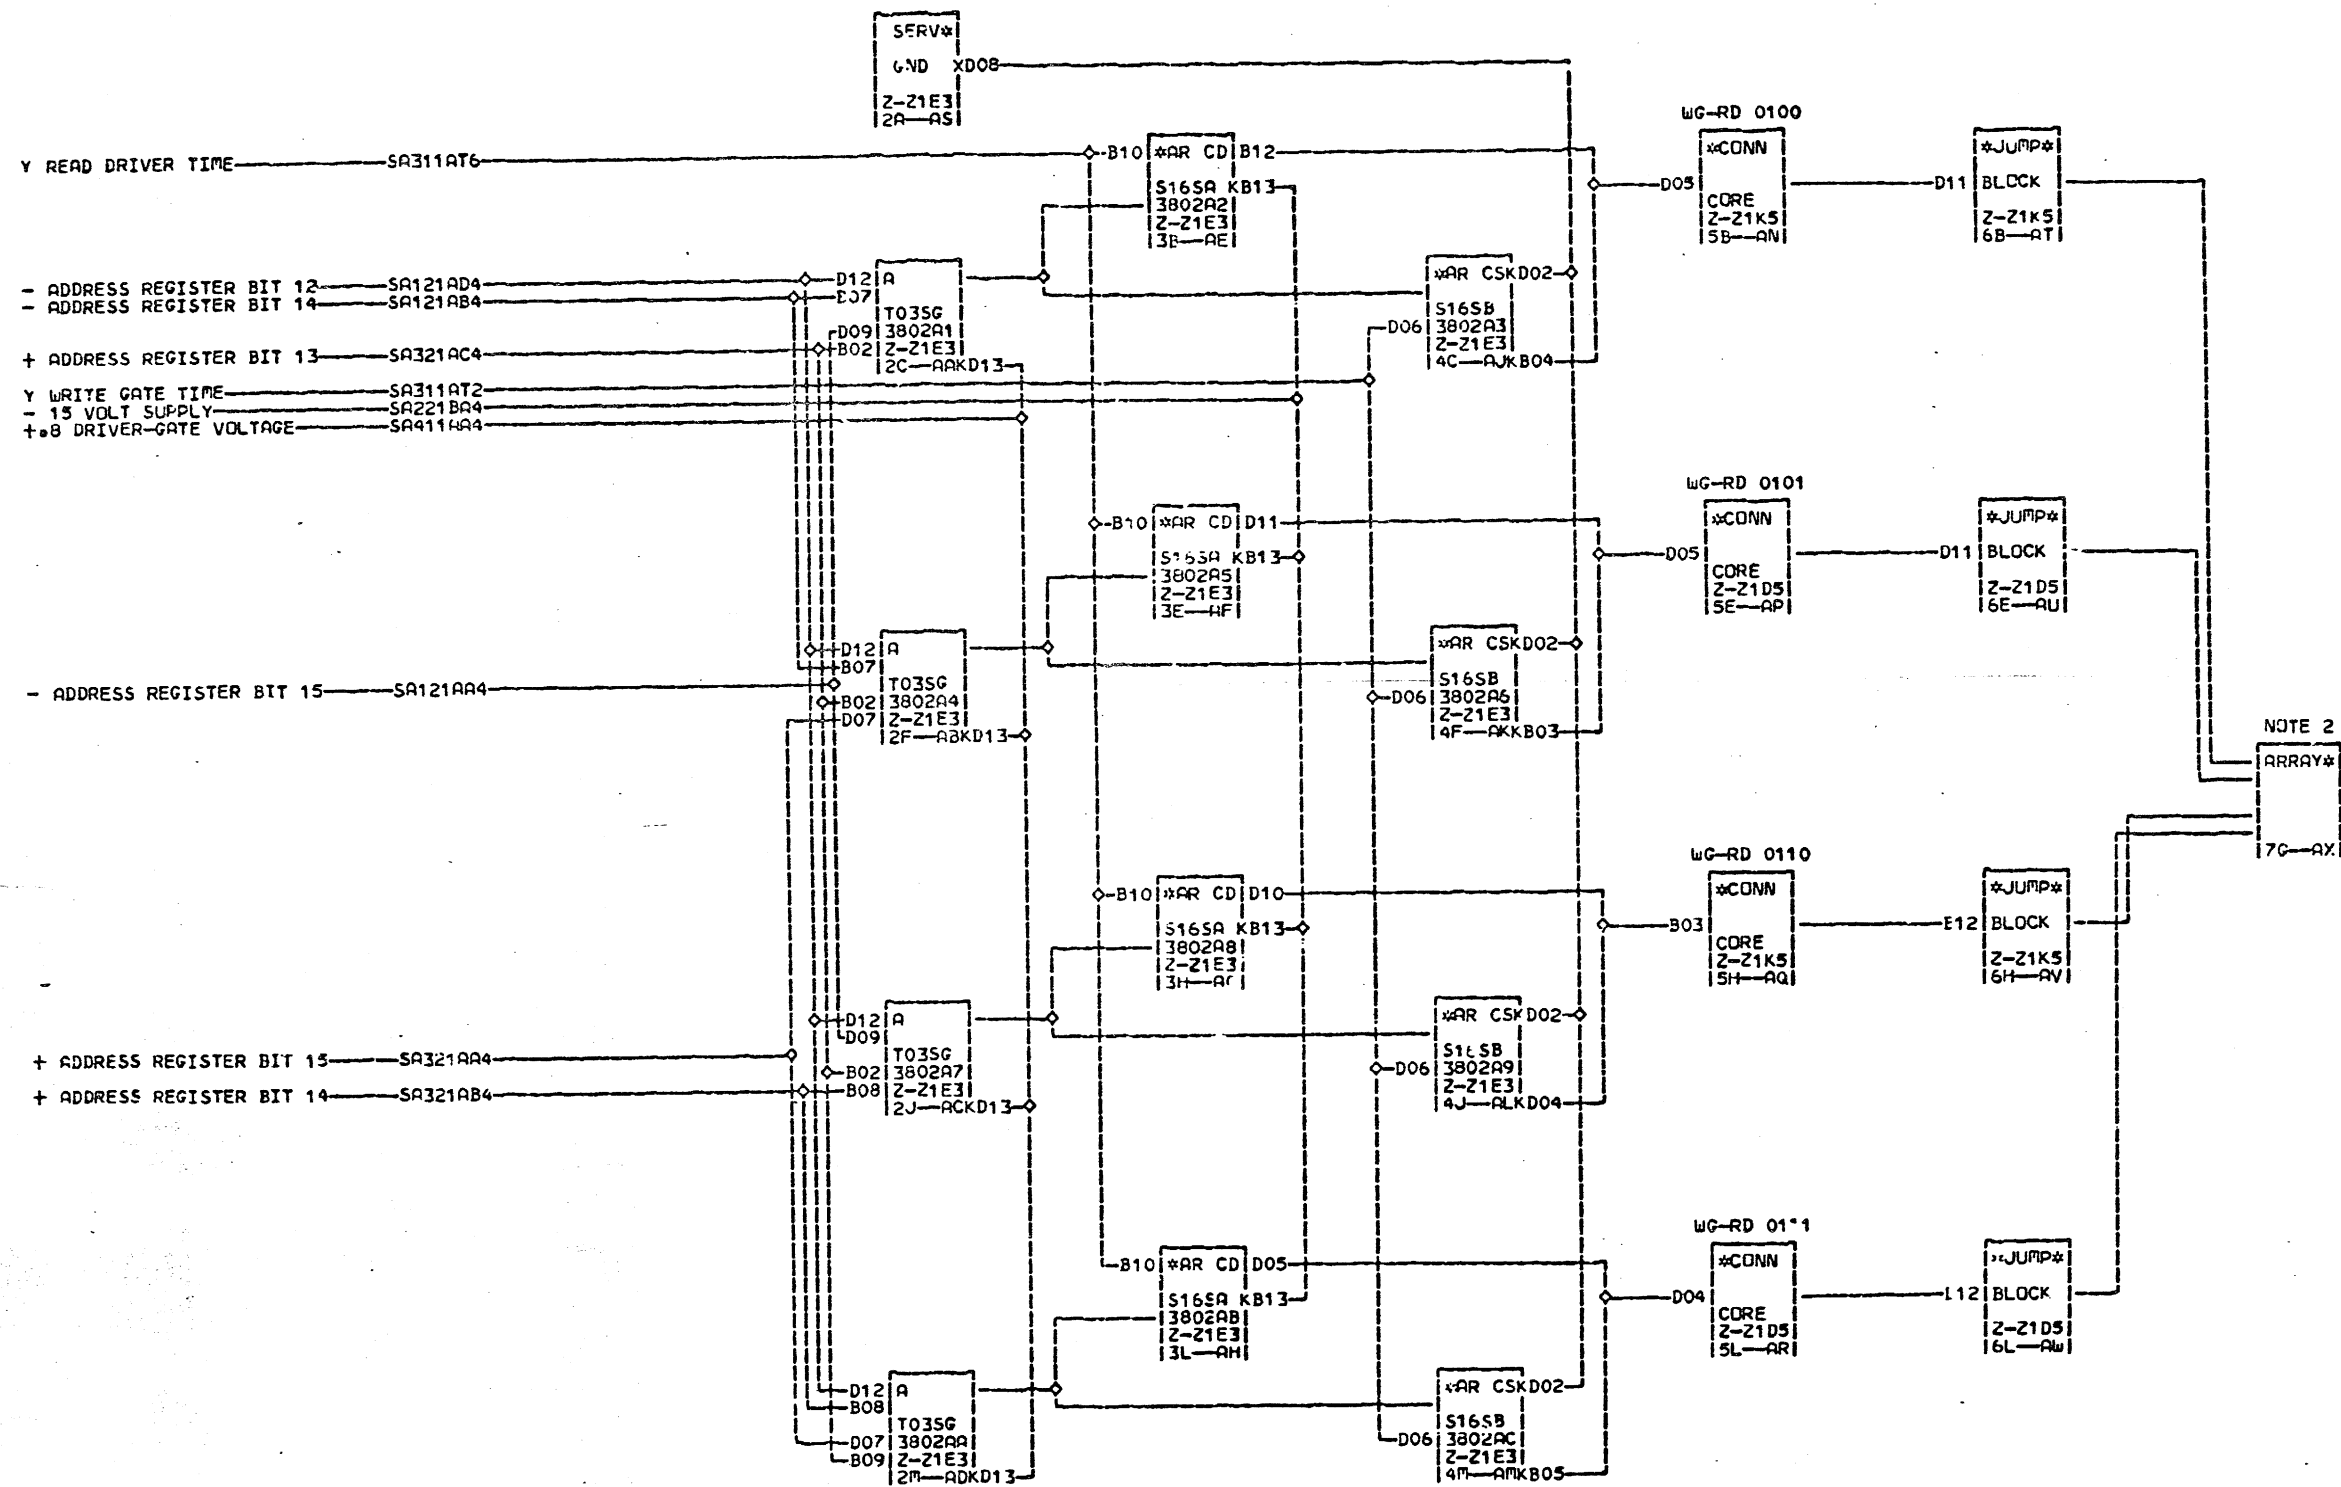 SERV*
GND XD08
Z-Z1E3
2A—AS
WG-RD 0100
Y READ DRIVER TIME SA311AT6
B10 *AR CD B12
S16SA KB13
3802A2
Z-Z1E3
3B—AE
D05 *CONN
CORE
Z-Z1K5
5B—AN
*JUMP*
D11 BLOCK
Z-Z1K5
6B—AT
- ADDRESS REGISTER BIT 12 SA121AD4
- ADDRESS REGISTER BIT 14 SA121AB4
+ ADDRESS REGISTER BIT 13 SA321AC4
Y WRITE GATE TIME SA311AT2
- 15 VOLT SUPPLY SA221BA4
+.8 DRIVER-GATE VOLTAGE SA411AA4
D12 A
T03SG
D09 3802A1
B02 Z-Z1E3
2C—AAKD13
*AR CSKD02
S16SB
D06 3802A3
Z-Z1E3
4C—AJKB04
WG-RD 0101
B10 *AR CD D11
KB13
3802A5
Z-Z1E3
3E—AF
D05 *CONN
CORE
Z-Z1D5
5E—AP
*JUMP*
D11 BLOCK
Z-Z1D5
6E—AU
- ADDRESS REGISTER BIT 15 SA121AA4
D12 A
B07
T03SG
B02 3802A4
D07 Z-Z1E3
2F—ABKD13
*AR CSKD02
S16SB
D06 3802A6
Z-Z1E3
4F—AKKB03
NOTE 2
ARRAY*
7G—AX
WG-RD 0110
B10 *AR CD D10
S16SA KB13
3802A8
Z-Z1E3
B03 *CONN
CORE
Z-Z1K5
5H—AQ
*JUMP*
BLOCK
Z-Z1K5
6H—AV
+ ADDRESS REGISTER BIT 15 SA321AA4
+ ADDRESS REGISTER BIT 14 SA321AB4
D12 A
D09
T03SG
B02 3802A7
B08 Z-Z1E3
2J—ACKD13
*AR CSKD02
S16SB
D06 3802A9
Z-Z1E3
4J—ALKD04
WG-RD
B10 *AR CD D05
S16SA KB13
3802AB
Z-Z1E3
3L—AH
D04 *CONN
CORE
Z-Z1D5
5L—AR
*JUMP*
BLOCK
Z-Z1D5
6L—AW
D12 A
B08
T03SG
D07 3802AA
B09 Z-Z1E3
2M—ADKD13
*AR CSKD02
S16SB
D06 3802AC
Z-Z1E3
4M—AMKB05